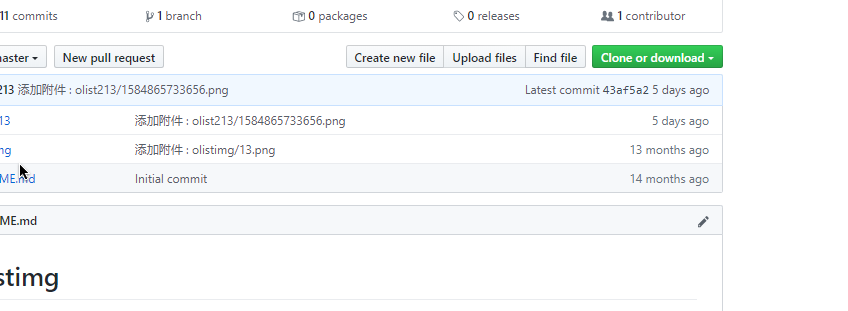 11 commits 1 branch 0 packages 0 releases 1 contributor
master New pull request Create new file Upload files Find file Clone or download
213 添加附件 : olist213/1584865733656.png Latest commit 43af5a2 5 days ago
13 添加附件 : olist213/1584865733656.png 5 days ago
ng 添加附件 : olistimg/13.png 13 months ago
ME.md Initial commit 14 months ago
ME.md
stimg